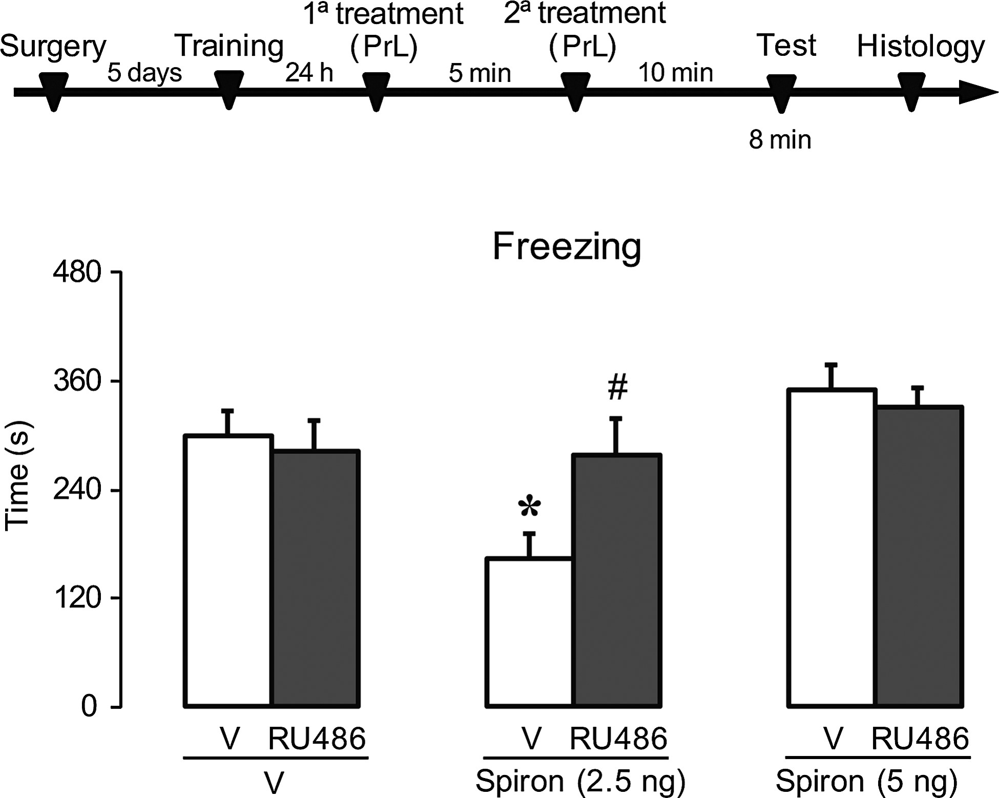 1ª treatment 2ª treatment
Surgery Training (PrL) (PrL) Test Histology
5 days 24 h 5 min 10 min
8 min
Freezing
480
360
240
120
0
Time (s)
#
*
V RU486 V RU486 V RU486
V Spiron (2.5 ng) Spiron (5 ng)